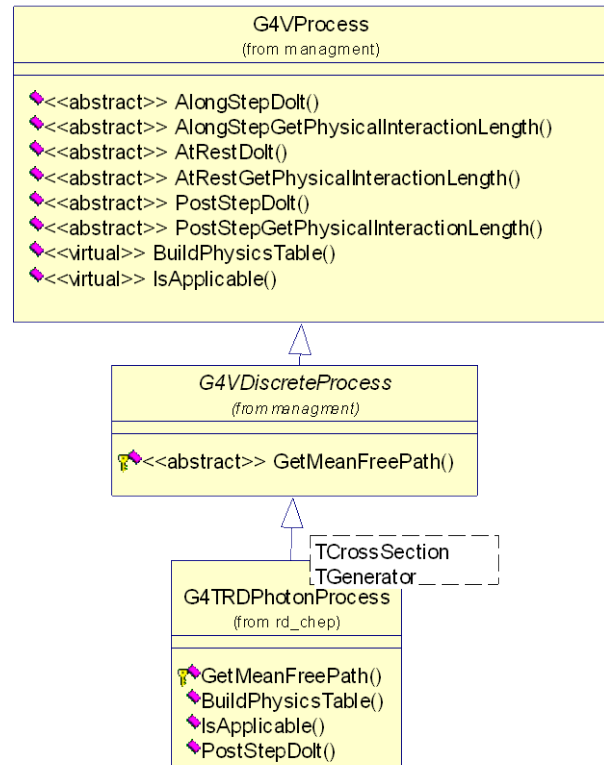 G4VProcess
(from managment)
<<abstract>> AlongStepDoIt()
<<abstract>> AlongStepGetPhysicalInteractionLength()
<<abstract>> AtRestDoIt()
<<abstract>> AtRestGetPhysicalInteractionLength()
<<abstract>> PostStepDoIt()
<<abstract>> PostStepGetPhysicalInteractionLength()
<<virtual>> BuildPhysicsTable()
<<virtual>> IsApplicable()
G4VDiscreteProcess
(from managment)
<<abstract>> GetMeanFreePath()
TCrossSection
TGenerator
G4TRDPhotonProcess
(from rd_chep)
GetMeanFreePath()
BuildPhysicsTable()
IsApplicable()
PostStepDoIt()